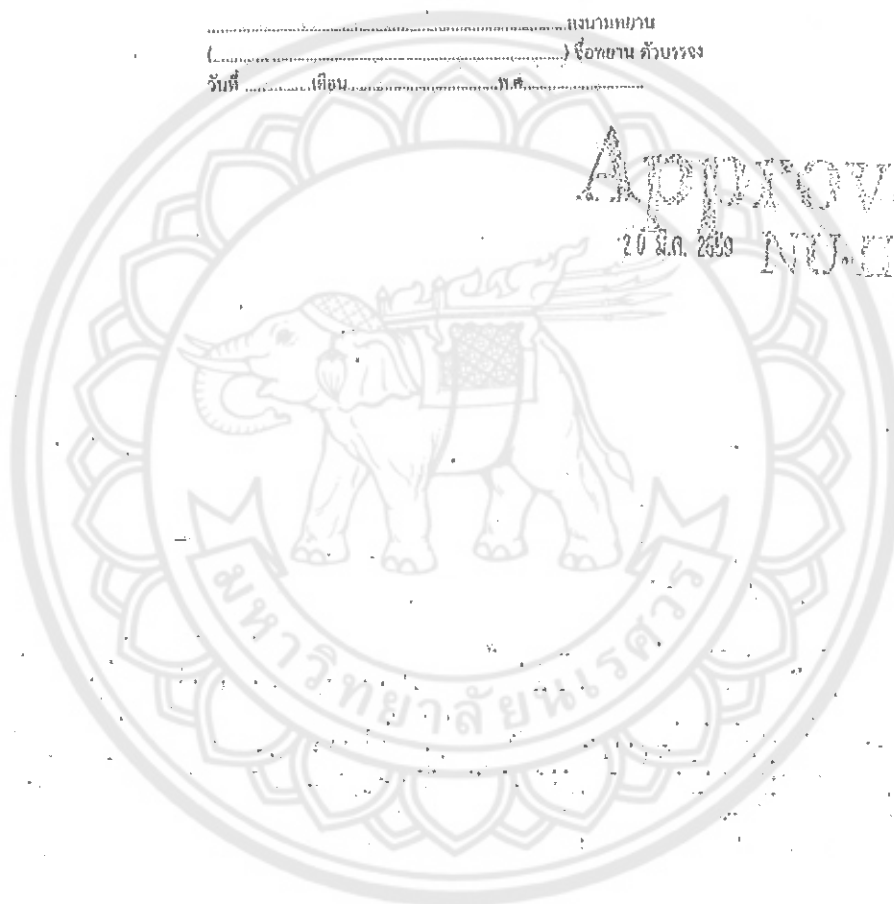 ..............................ลงนามพยาน
(..............................) ชื่อพยาน ตัวบรรจง
วันที่ ............เดือน..............................พ.ศ..............................
Approv
20 มี.ค. 2559 NU-II
มหาวิทยาลัยนเรศวร